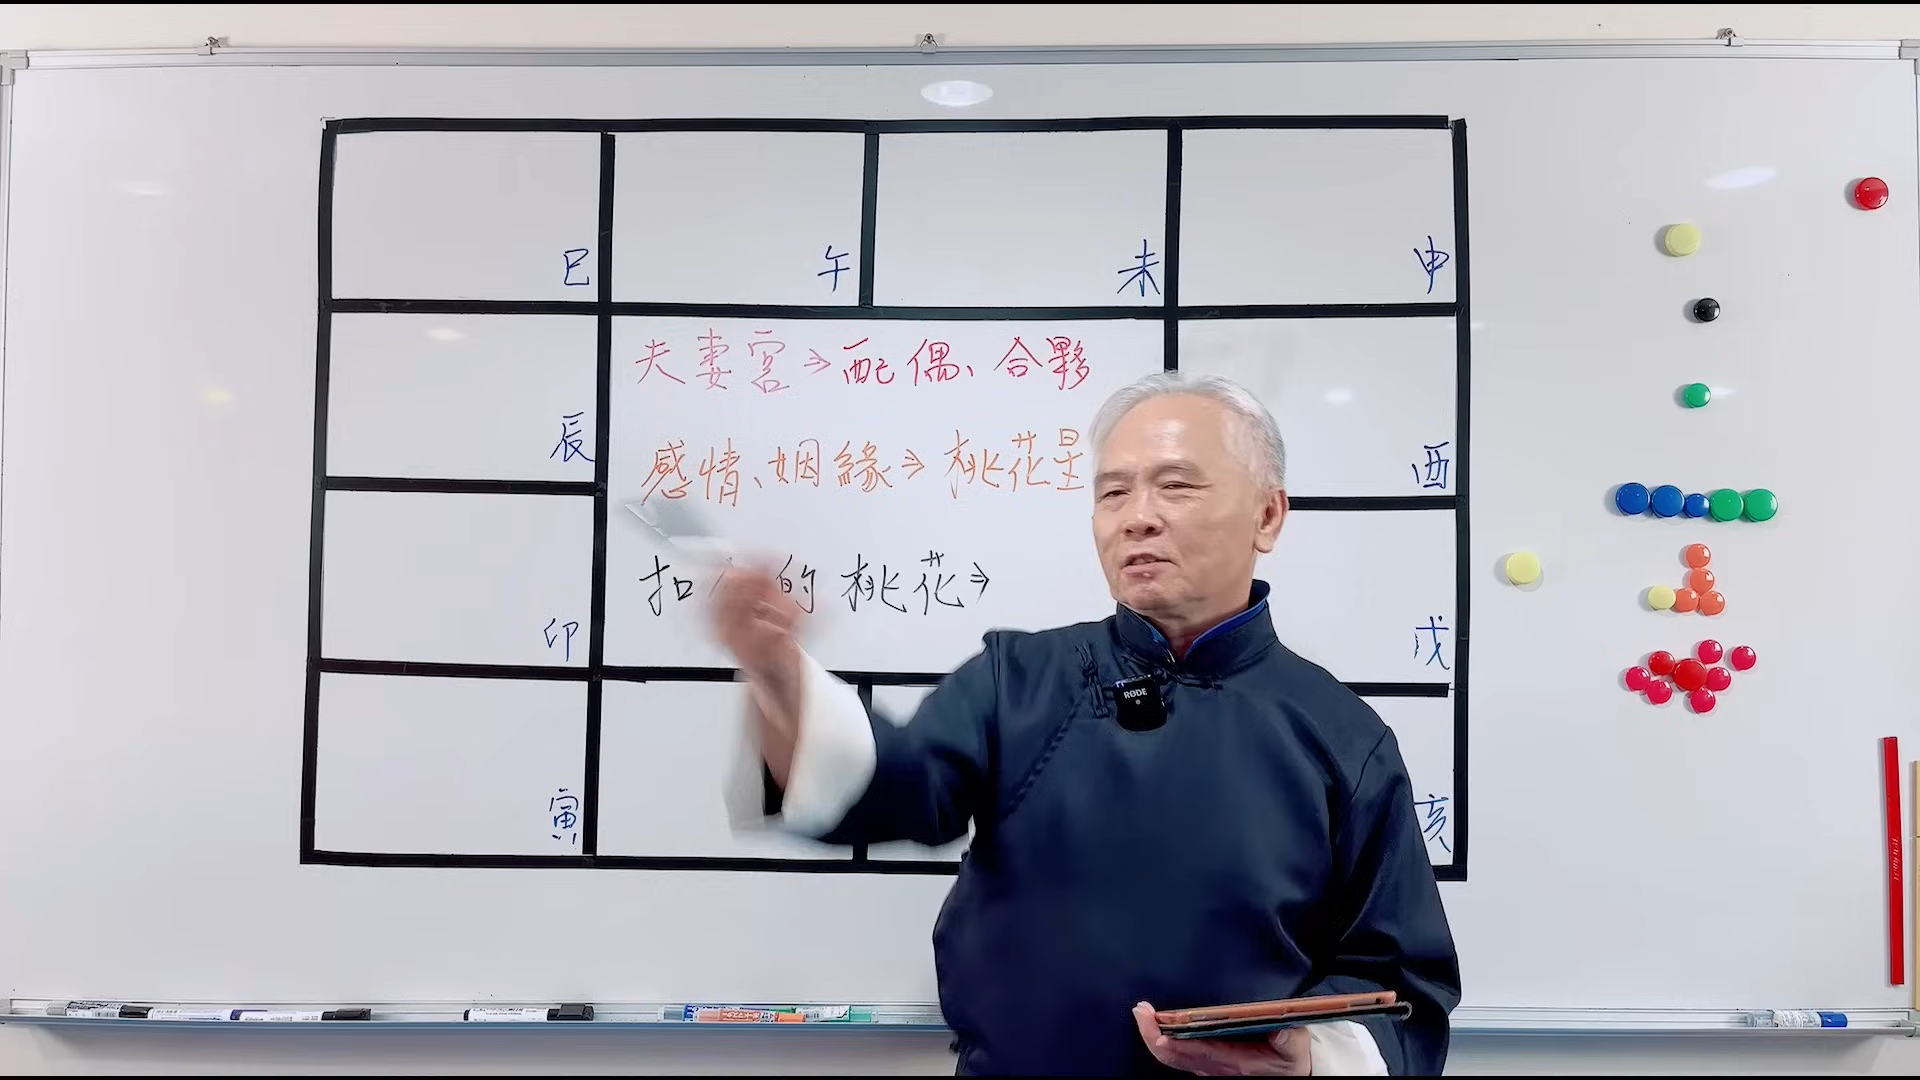 巳
午
未
申
夫妻宮⇒配偶、合夥
辰
感情、姻緣⇒桃花星
酉
扣 的桃花⇒
卯
戌
寅
亥
RODE